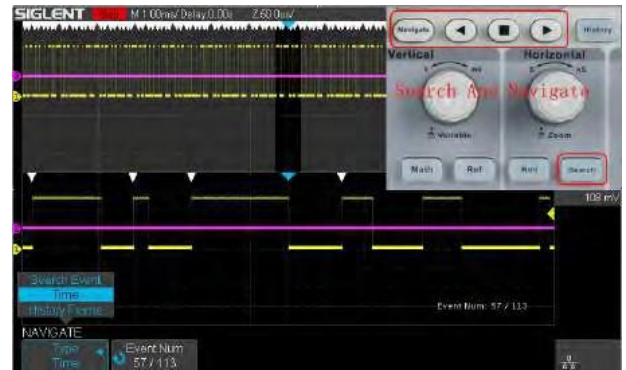 SIGLENT
M 1.00ms/ Delay:0.00s
Navigate
History
Vertical
Horizontal
Search And Navigate
Variable
Zoom
Math
Ref
Search
108 mV
Search Event
Time
History Frame
Event Num: 57 / 113
NAVIGATE
Type
Time
Event Num
57 / 113